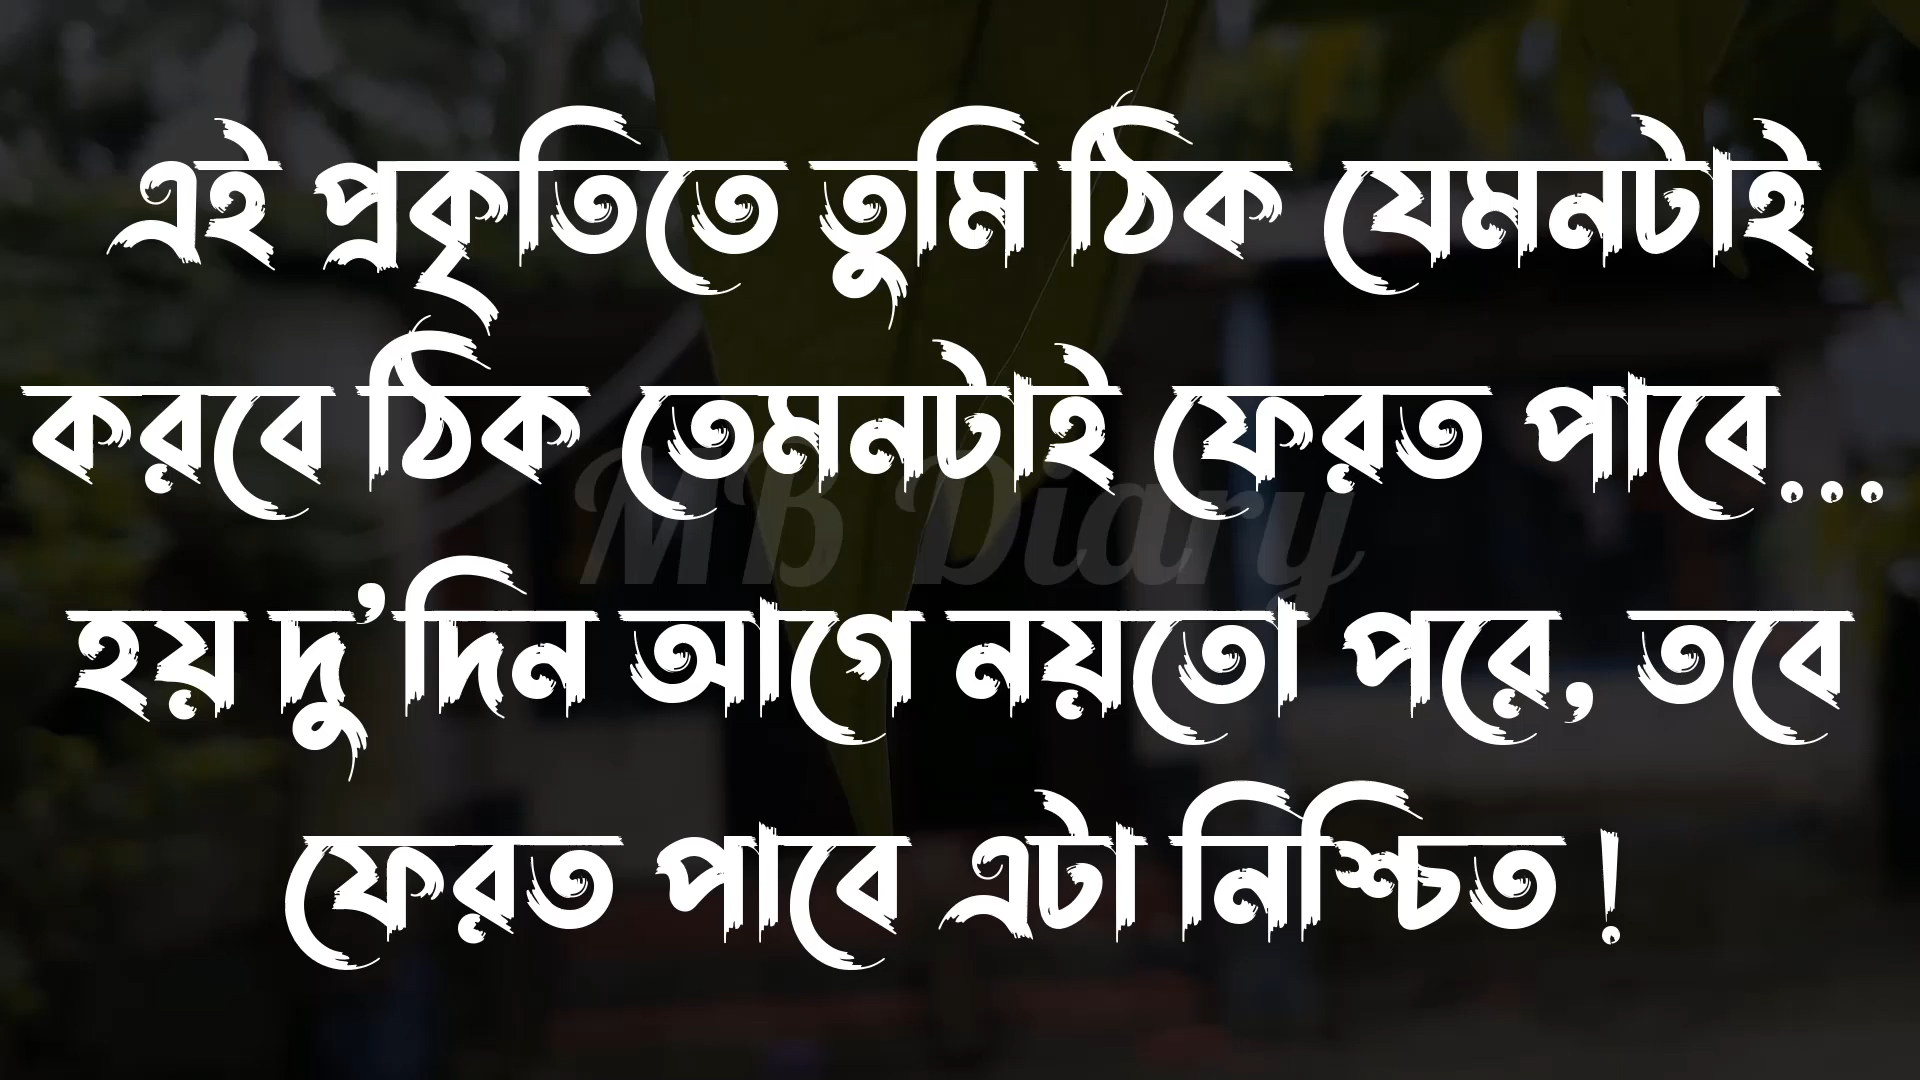 এই প্রকৃতিতে তুমি ঠিক যেমনটাই
করবে ঠিক তেমনটাই ফেরত পাবে...
MB Diary
হয় দু’দিন আগে নয়তো পরে, তবে
ফেরত পাবে এটা নিশ্চিত !